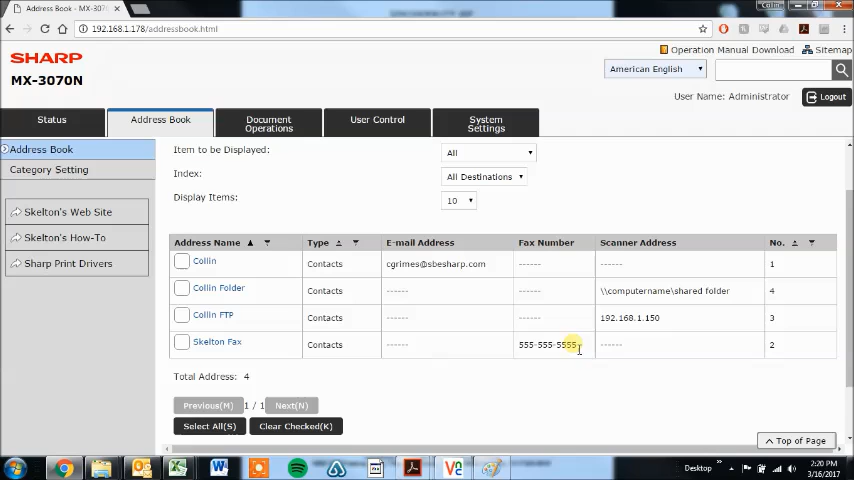 Address Book - MX-307
Colin
192.168.1.178/addressbook.html
SHARP
MX-3070N
Operation Manual Download
Sitemap
American English
User Name: Administrator
Logout
Status
Address Book
Document Operations
User Control
System Settings
Address Book
Category Setting
Skelton's Web Site
Skelton's How-To
Sharp Print Drivers
Item to be Displayed:
All
Index:
All Destinations
Display Items:
10
Address Name Type E-mail Address Fax Number Scanner Address No.
Collin Contacts cgrimes@sbesharp.com ------ ------ 1
Collin Folder Contacts ------ ------ \\computername\shared folder 4
Collin FTP Contacts ------ ------ 192.168.1.150 3
Skelton Fax Contacts ------ 555-555-5555 ------ 2
Total Address: 4
Previous(M) 1 / 1 Next(N)
Select All(S) Clear Checked(K)
Top of Page
Desktop
2:20 PM
3/16/2017